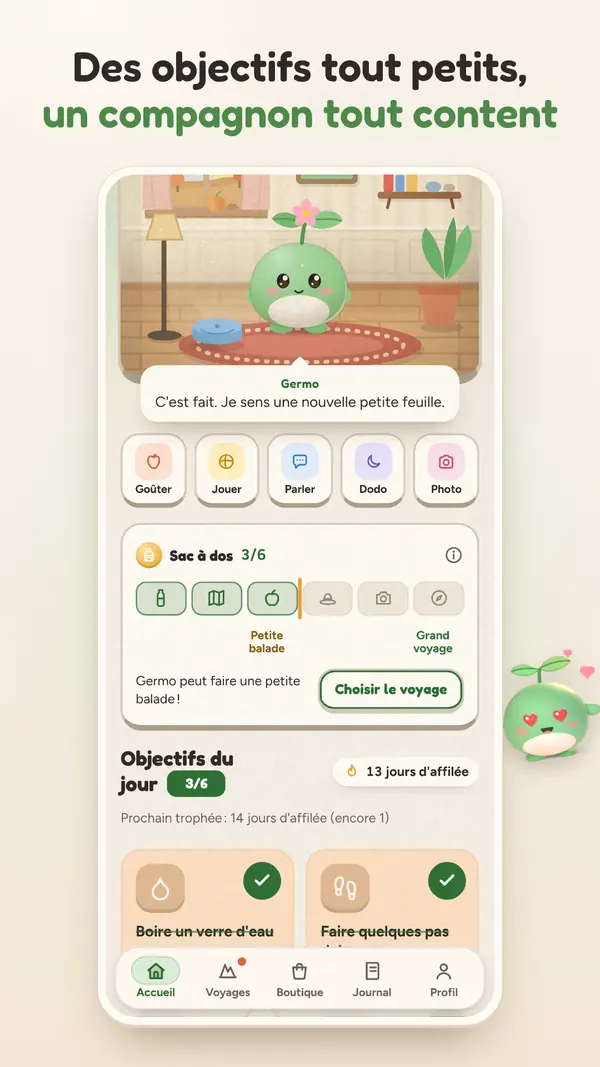 Des objectifs tout petits,
un compagnon tout content
Germo
C'est fait. Je sens une nouvelle petite feuille.
Goûter
Jouer
Parler
Dodo
Photo
Sac à dos 3/6
Petite
balade
Grand
voyage
Germo peut faire une petite
balade !
Choisir le voyage
Objectifs du
jour 3/6
13 jours d'affilée
Prochain trophée : 14 jours d'affilée (encore 1)
Boire un verre d'eau
Faire quelques pas
Accueil
Voyages
Boutique
Journal
Profil